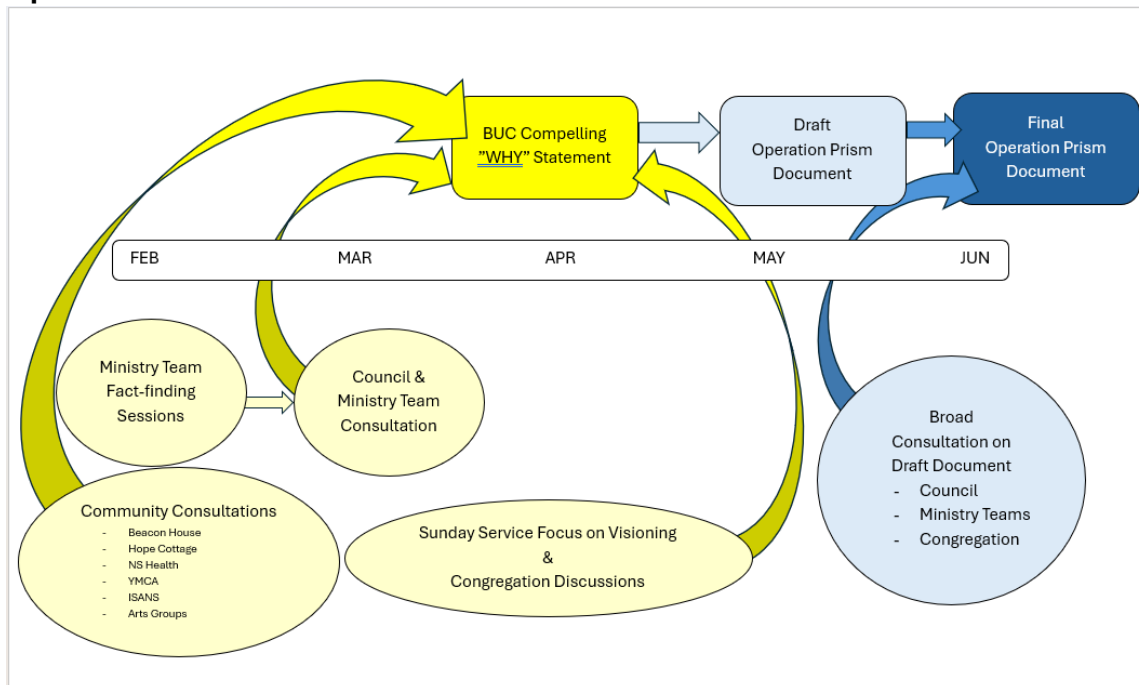 BUC Compelling
"WHY" Statement
Draft
Operation Prism
Document
Final
Operation Prism
Document
FEB
MAR
APR
MAY
JUN
Ministry Team
Fact-finding
Sessions
Council &
Ministry Team
Consultation
Community Consultations
- Beacon House
- Hope Cottage
- NS Health
- YMCA
- ISANS
- Arts Groups
Sunday Service Focus on Visioning
&
Congregation Discussions
Broad
Consultation on
Draft Document
- Council
- Ministry Teams
- Congregation